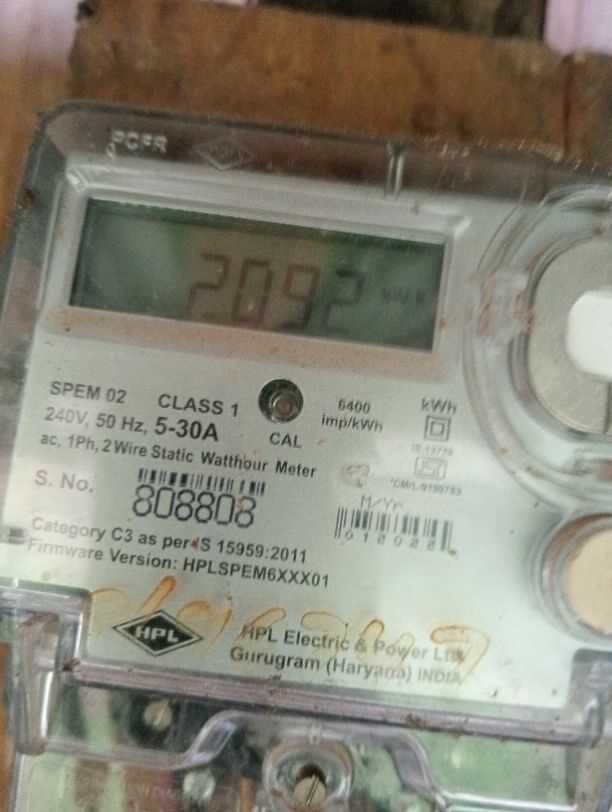 2092
SPEM 02 CLASS 1
240V, 50 Hz, 5-30A
ac, 1Ph, 2 Wire Static Watthour Meter
CAL
6400
imp/kWh
kWh
S. No.
808808
M/Yr
012022
Category C3 as per IS 15959:2011
Firmware Version: HPLSPEM6XXX01
HPL
HPL Electric & Power Ltd.
Gurugram (Haryana) INDIA